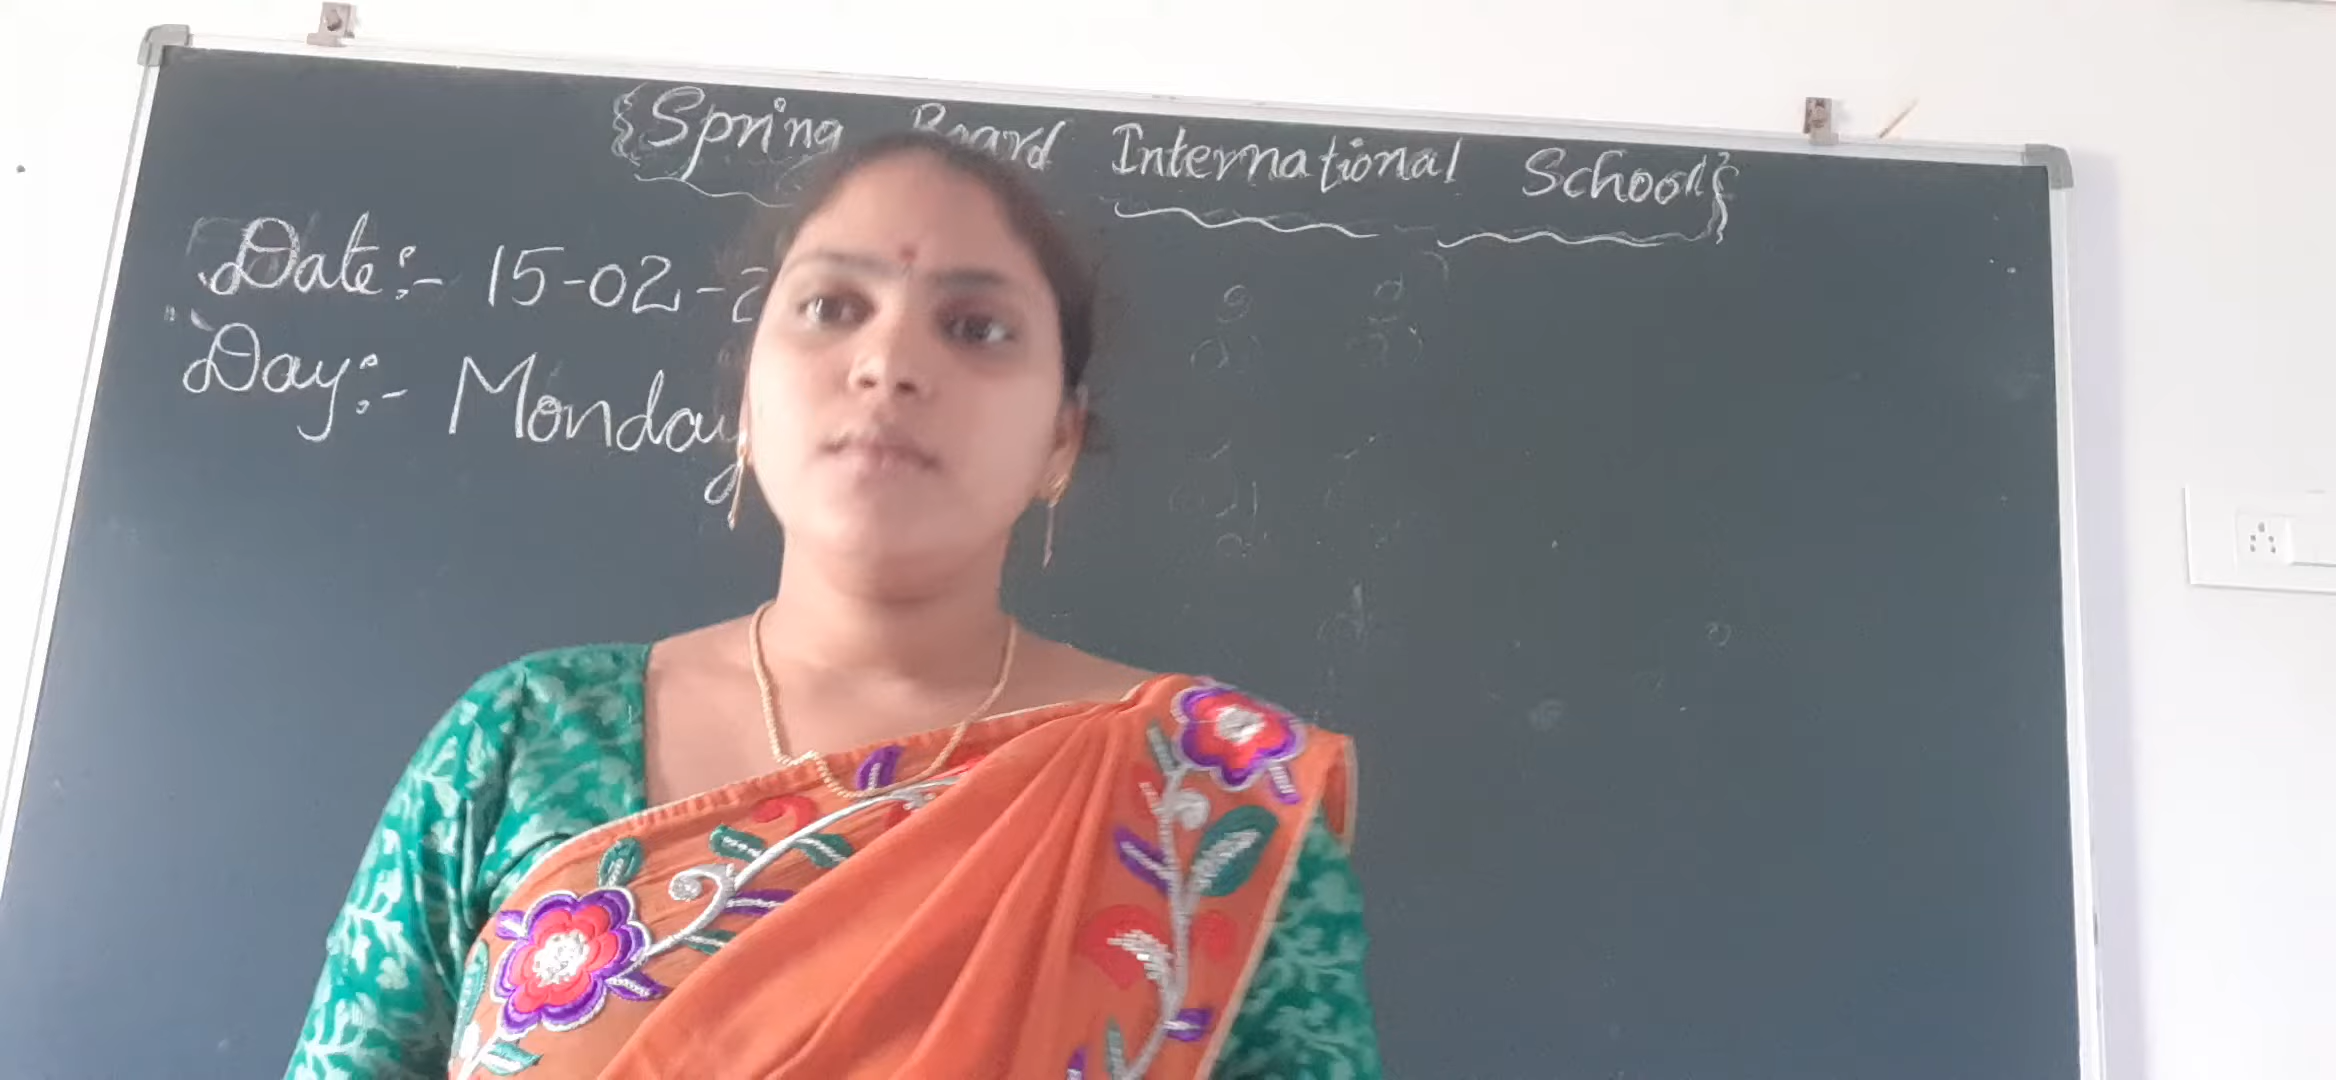 {Spring Board International School}
Date:- 15-02-2
Day:- Monday